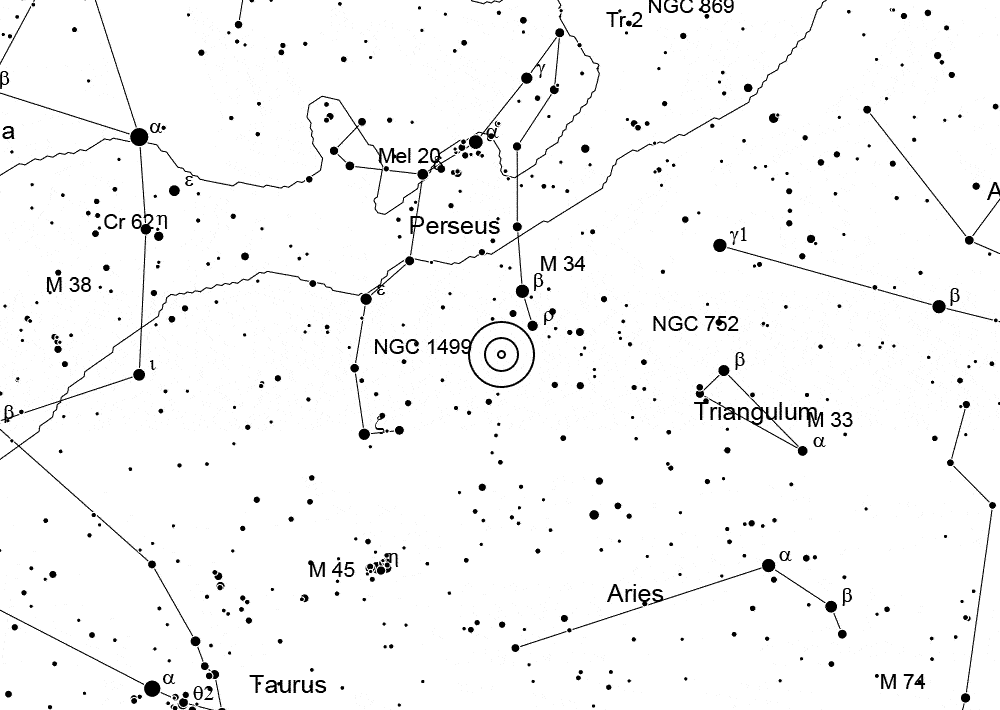 NGC 869
Tr 2
γ
β
α
α
a
Mel 20
ε
A
Cr 62 η
Perseus
γ1
M 34
M 38
β
ε
β
ρ
NGC 752
NGC 1499
β
ι
β
Triangulum
M 33
ζ
α
η
M 45
α
Aries
β
α
Taurus
θ2
M 74